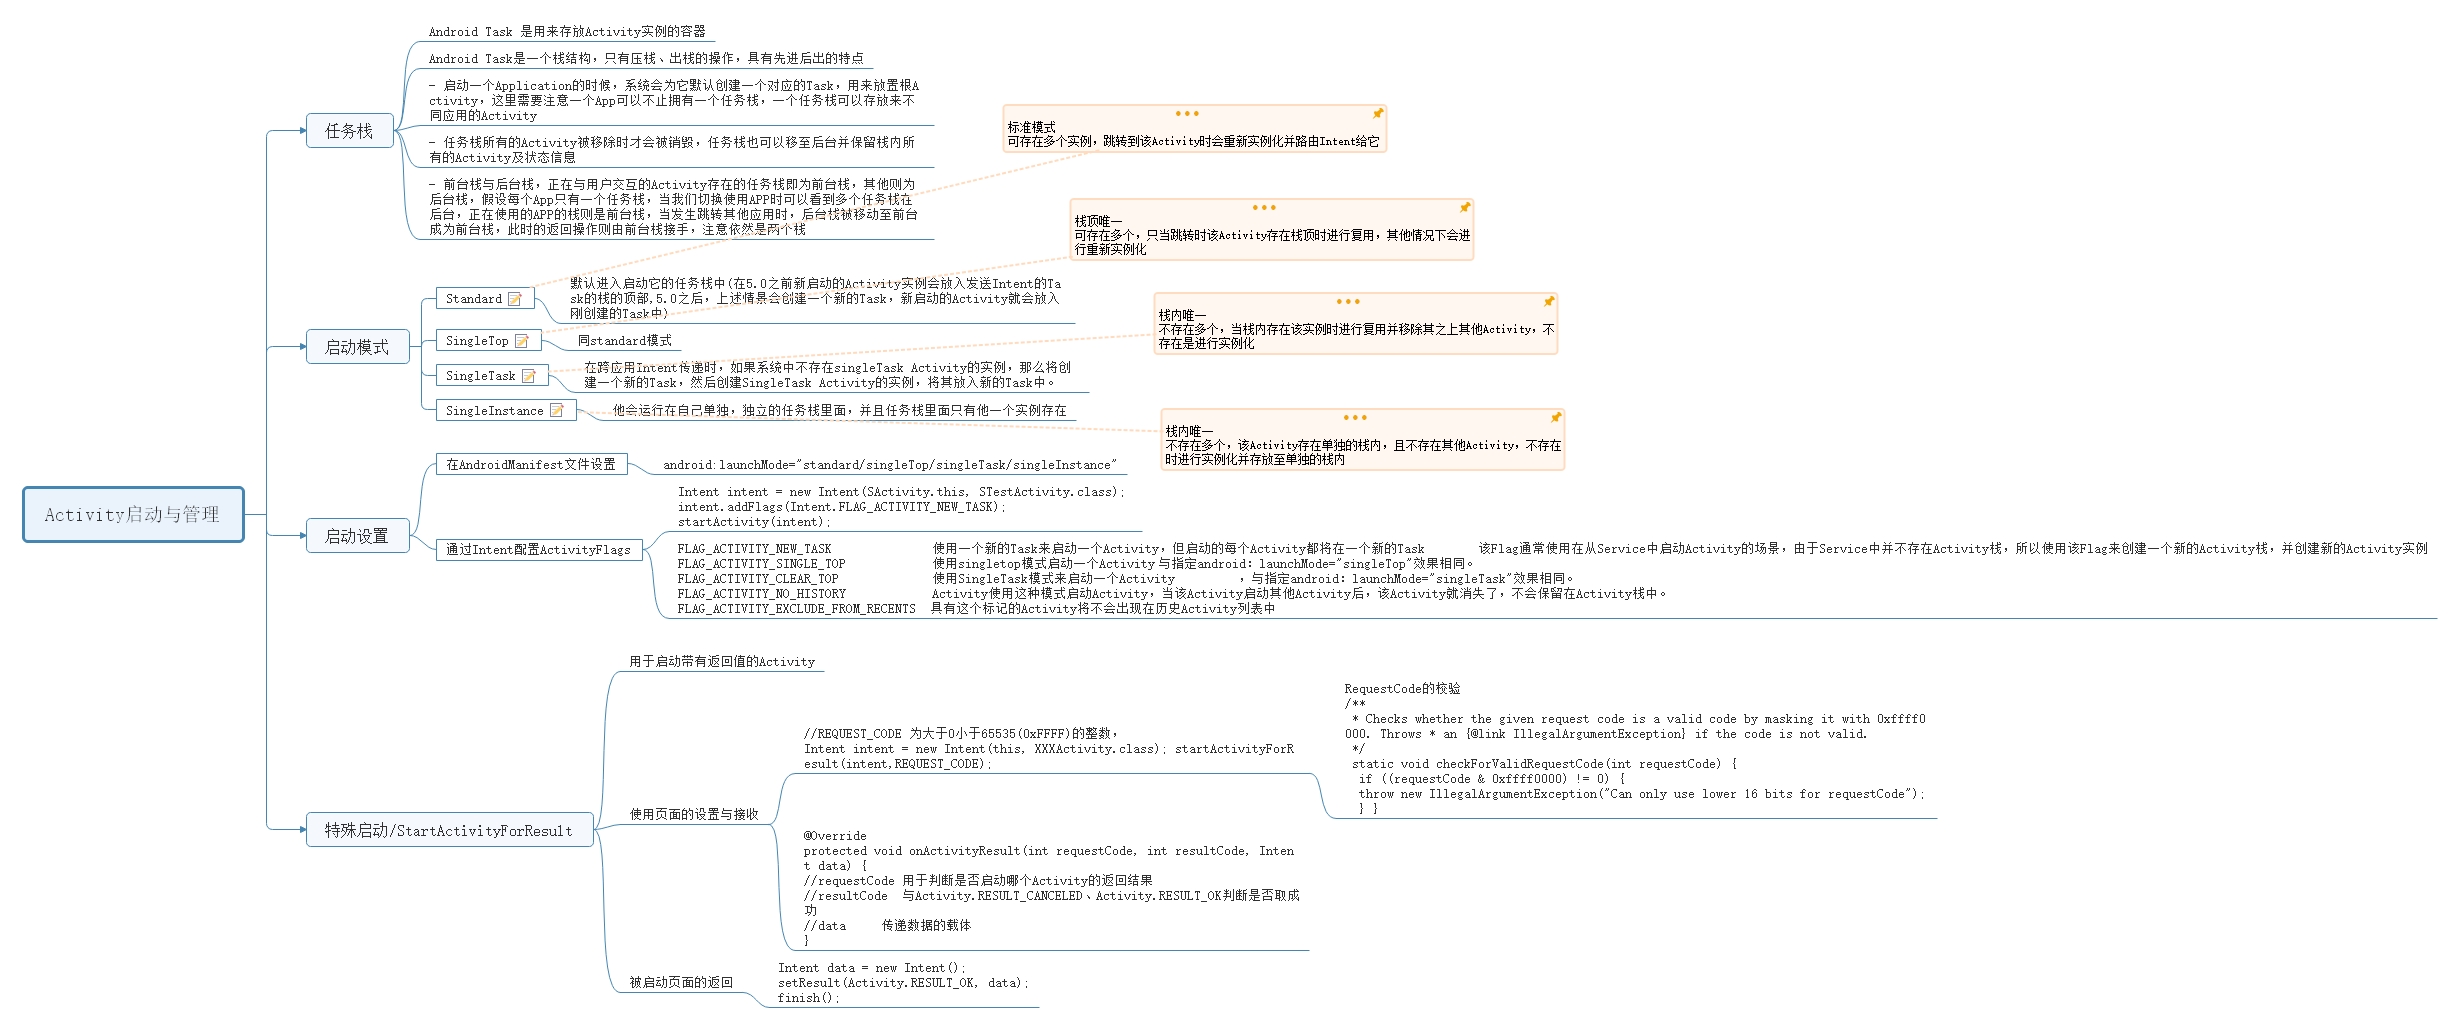 Activity启动与管理
任务栈
Android Task 是用来存放Activity实例的容器
Android Task是一个栈结构，只有压栈、出栈的操作，具有先进后出的特点
- 启动一个Application的时候，系统会为它默认创建一个对应的Task，用来放置根A
ctivity，这里需要注意一个App可以不止拥有一个任务栈，一个任务栈可以存放来不
同应用的Activity
- 任务栈所有的Activity被移除时才会被销毁，任务栈也可以移至后台并保留栈内所
有的Activity及状态信息
- 前台栈与后台栈，正在与用户交互的Activity存在的任务栈即为前台栈，其他则为
后台栈，假设每个App只有一个任务栈，当我们切换使用APP时可以看到多个任务栈在
后台，正在使用的APP的栈则是前台栈，当发生跳转其他应用时，后台栈被移动至前台
成为前台栈，此时的返回操作则由前台栈接手，注意依然是两个栈
启动模式
Standard
默认进入启动它的任务栈中(在5.0之前新启动的Activity实例会放入发送Intent的Ta
sk的栈的顶部,5.0之后，上述情景会创建一个新的Task，新启动的Activity就会放入
刚创建的Task中)
标准模式
可存在多个实例，跳转到该Activity时会重新实例化并路由Intent给它
SingleTop
同standard模式
栈顶唯一
可存在多个，只当跳转时该Activity存在栈顶时进行复用，其他情况下会进
行重新实例化
SingleTask
在跨应用Intent传递时，如果系统中不存在singleTask Activity的实例，那么将创
建一个新的Task，然后创建SingleTask Activity的实例，将其放入新的Task中。
栈内唯一
不存在多个，当栈内存在该实例时进行复用并移除其之上其他Activity，不
存在是进行实例化
SingleInstance
他会运行在自己单独，独立的任务栈里面，并且任务栈里面只有他一个实例存在
栈内唯一
不存在多个，该Activity存在单独的栈内，且不存在其他Activity，不存在
时进行实例化并存放至单独的栈内
启动设置
在AndroidManifest文件设置
android:launchMode="standard/singleTop/singleTask/singleInstance"
通过Intent配置ActivityFlags
Intent intent = new Intent(SActivity.this, STestActivity.class);
intent.addFlags(Intent.FLAG_ACTIVITY_NEW_TASK);
startActivity(intent);
FLAG_ACTIVITY_NEW_TASK 使用一个新的Task来启动一个Activity，但启动的每个Activity都将在一个新的Task 该Flag通常使用在从Service中启动Activity的场景，由于Service中并不存在Activity栈，所以使用该Flag来创建一个新的Activity栈，并创建新的Activity实例
FLAG_ACTIVITY_SINGLE_TOP 使用singletop模式启动一个Activity 与指定android：launchMode="singleTop"效果相同。
FLAG_ACTIVITY_CLEAR_TOP 使用SingleTask模式来启动一个Activity ，与指定android：launchMode="singleTask"效果相同。
FLAG_ACTIVITY_NO_HISTORY Activity使用这种模式启动Activity，当该Activity启动其他Activity后，该Activity就消失了，不会保留在Activity栈中。
FLAG_ACTIVITY_EXCLUDE_FROM_RECENTS 具有这个标记的Activity将不会出现在历史Activity列表中
特殊启动/StartActivityForResult
用于启动带有返回值的Activity
使用页面的设置与接收
//REQUEST_CODE 为大于0小于65535(0xFFFF)的整数，
Intent intent = new Intent(this, XXXActivity.class); startActivityForR
esult(intent,REQUEST_CODE);
RequestCode的校验
/**
* Checks whether the given request code is a valid code by masking it with 0xffff0
000. Throws * an {@link IllegalArgumentException} if the code is not valid.
*/
static void checkForValidRequestCode(int requestCode) {
if ((requestCode & 0xffff0000) != 0) {
throw new IllegalArgumentException("Can only use lower 16 bits for requestCode");
} }
@Override
protected void onActivityResult(int requestCode, int resultCode, Inten
t data) {
//requestCode 用于判断是否启动哪个Activity的返回结果
//resultCode 与Activity.RESULT_CANCELED、Activity.RESULT_OK判断是否取成
功
//data 传递数据的载体
}
被启动页面的返回
Intent data = new Intent();
setResult(Activity.RESULT_OK, data);
finish();